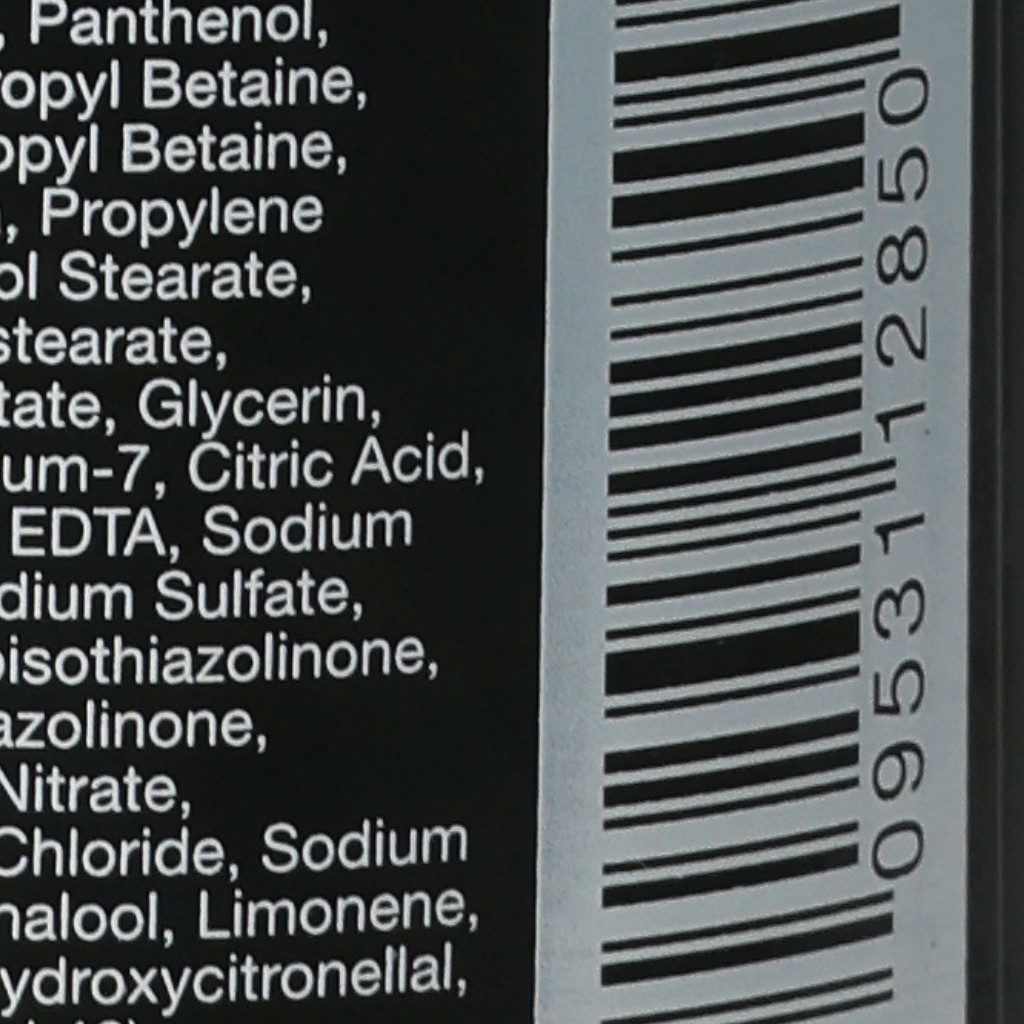 , Panthenol,
ropyl Betaine,
opyl Betaine,
, Propylene
ol Stearate,
stearate,
tate, Glycerin,
um-7, Citric Acid,
EDTA, Sodium
dium Sulfate,
oisothiazolinone,
azolinone,
Nitrate,
Chloride, Sodium
nalool, Limonene,
ydroxycitronellal,
09531 12850